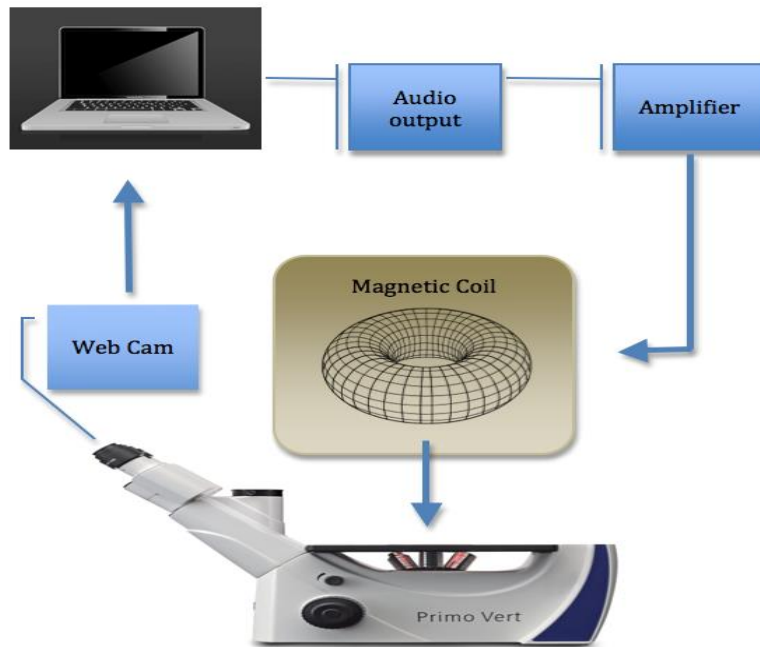 Audio
output
Amplifier
Magnetic Coil
Web Cam
Primo Vert